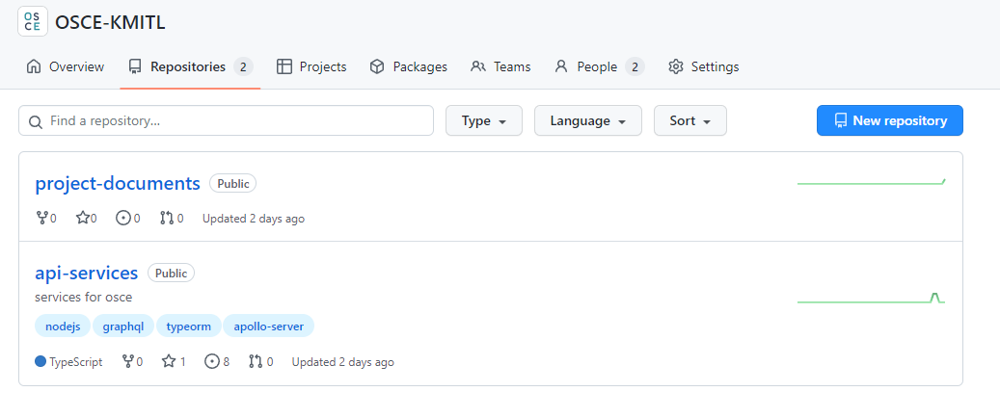 OS
CE
OSCE-KMITL
Overview Repositories 2 Projects Packages Teams People 2 Settings
Find a repository... Type Language Sort New repository
project-documents Public
0 0 0 0 Updated 2 days ago
api-services Public
services for osce
nodejs graphql typeorm apollo-server
TypeScript 0 1 8 0 Updated 2 days ago